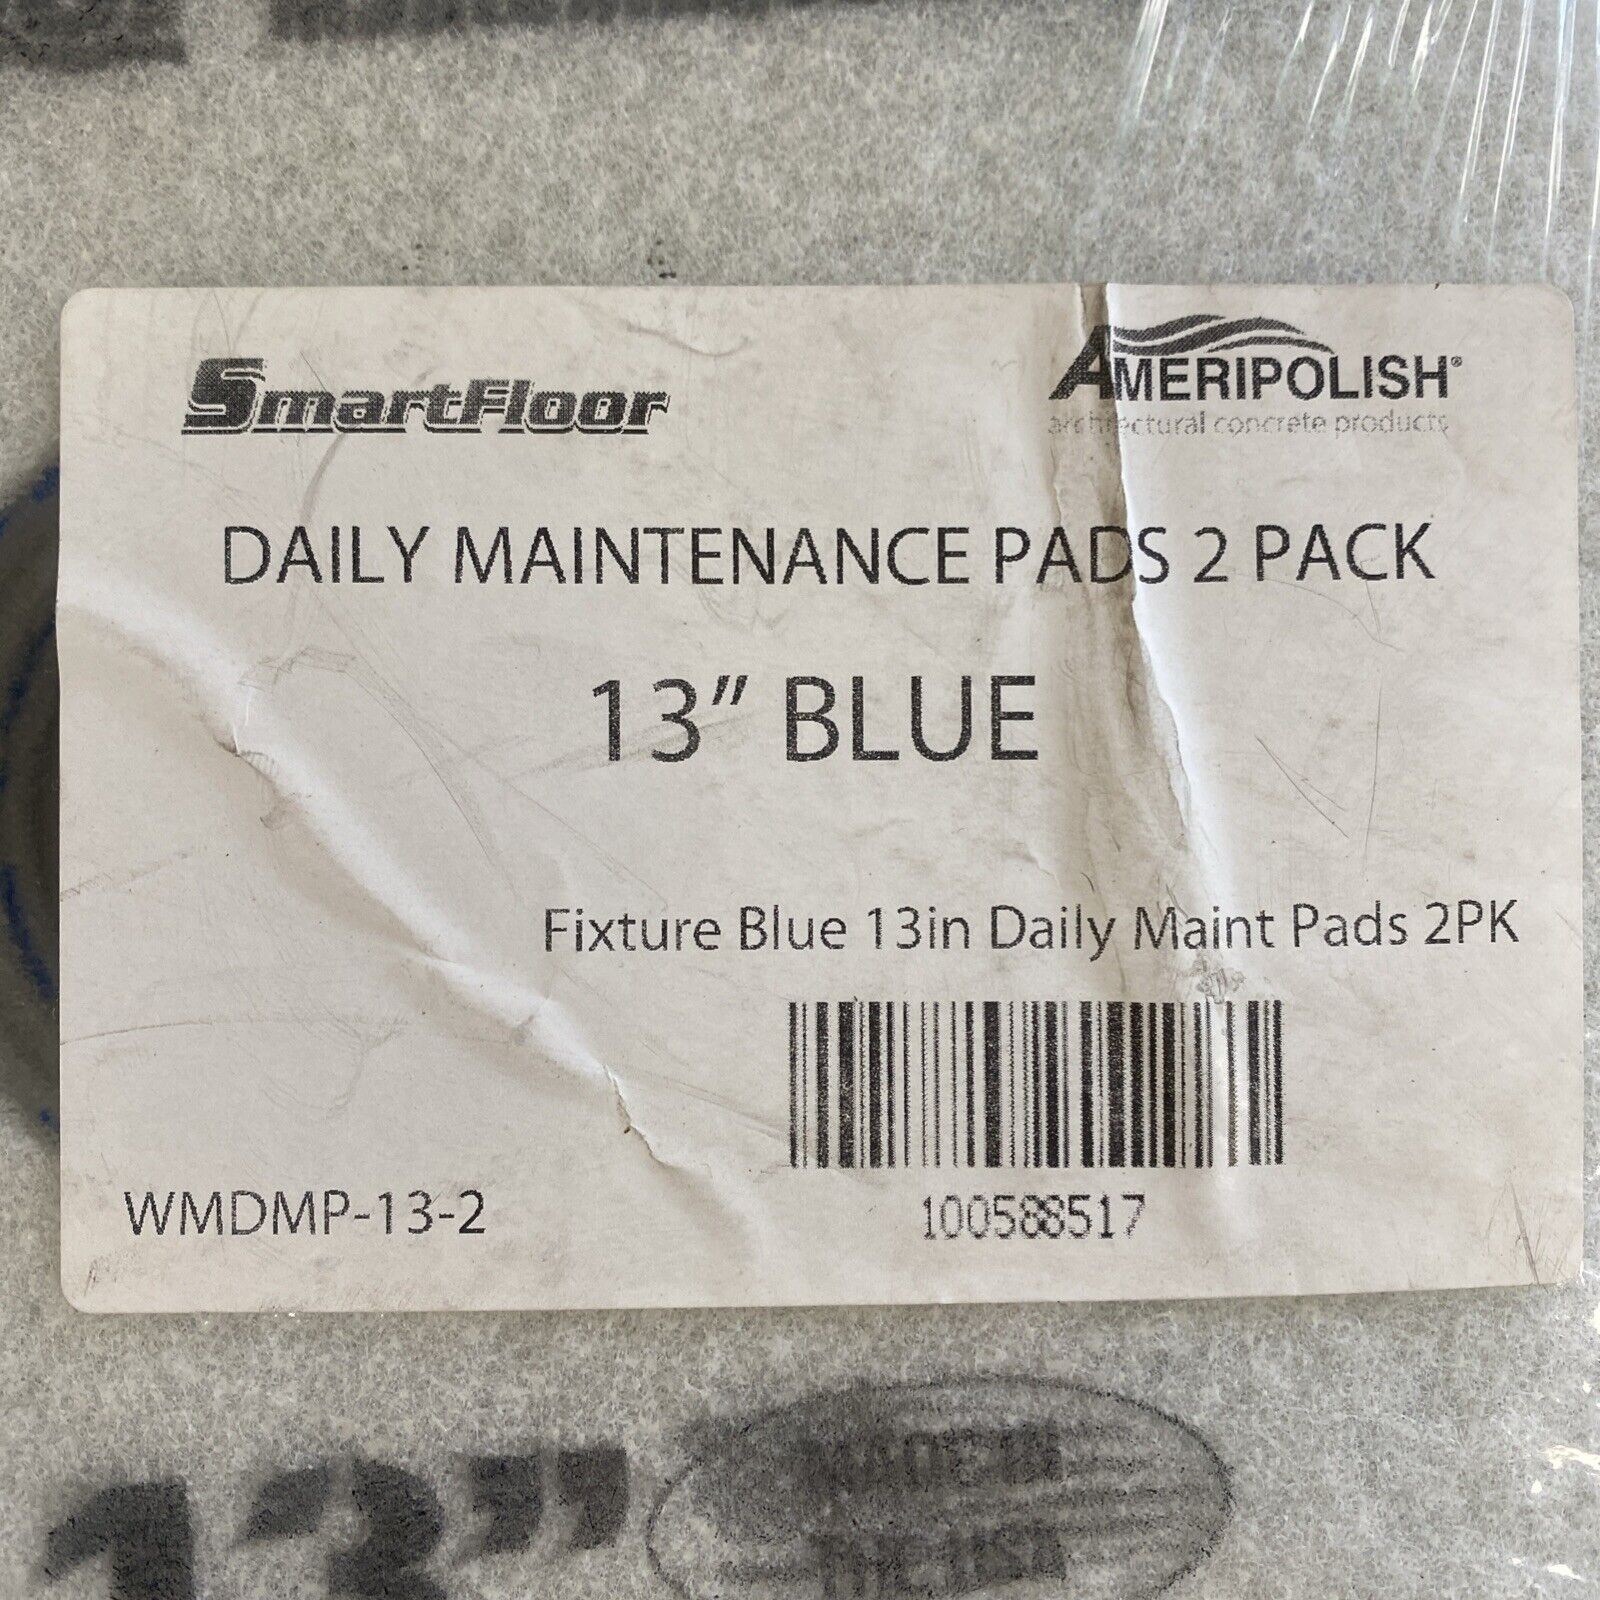 SmartFloor
AMERIPOLISH®
architectural concrete products
DAILY MAINTENANCE PADS 2 PACK
13” BLUE
Fixture Blue 13in Daily Maint Pads 2PK
WMDMP-13-2
100588517
13”